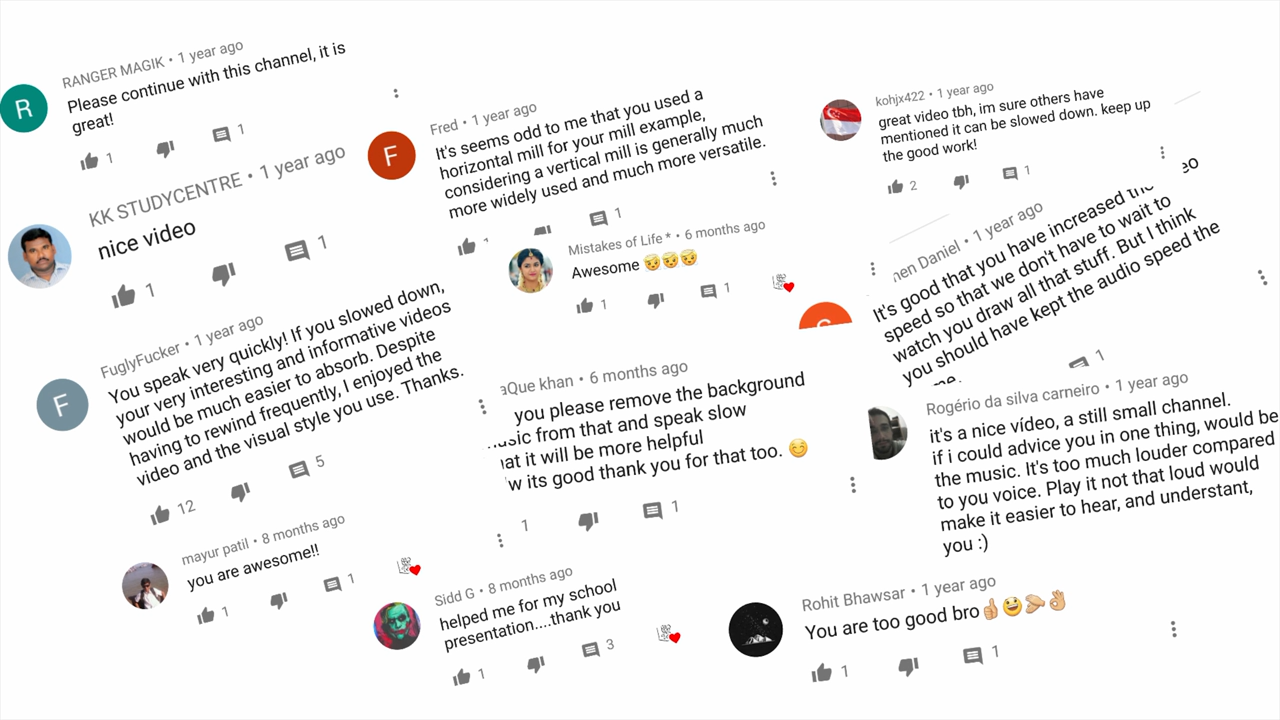 R
RANGER MAGIK • 1 year ago
Please continue with this channel, it is
great!
1
1
KK STUDYCENTRE • 1 year ago
nice video
1
1
F
FuglyFucker • 1 year ago
You speak very quickly! If you slowed down,
your very interesting and informative videos
would be much easier to absorb. Despite
having to rewind frequently, I enjoyed the
video and the visual style you use. Thanks.
12
5
mayur patil • 8 months ago
you are awesome!!
1
1
F
Fred • 1 year ago
It's seems odd to me that you used a
horizontal mill for your mill example,
considering a vertical mill is generally much
more widely used and much more versatile.
1
Mistakes of Life * • 6 months ago
Awesome 😇😇😇
1
1
aQue khan • 6 months ago
you please remove the background
from that and speak slow
it will be more helpful
its good thank you for that too. 😊
1
1
Sidd G • 8 months ago
helped me for my school
presentation....thank you
1
3
kohjx422 • 1 year ago
great video tbh, im sure others have
mentioned it can be slowed down. keep up
the good work!
2
1
Daniel • 1 year ago
It's good that you have increased
speed so that we don't have to wait to
watch you draw all that stuff. But I think
you should have kept the audio speed the
1
Rogério da silva carneiro • 1 year ago
it's a nice vídeo, a still small channel.
if i could advice you in one thing, would be
the music. It's too much louder compared
to you voice. Play it not that loud would
make it easier to hear, and understant,
you :)
Rohit Bhawsar • 1 year ago
You are too good bro👍😃🫱👌
1
1